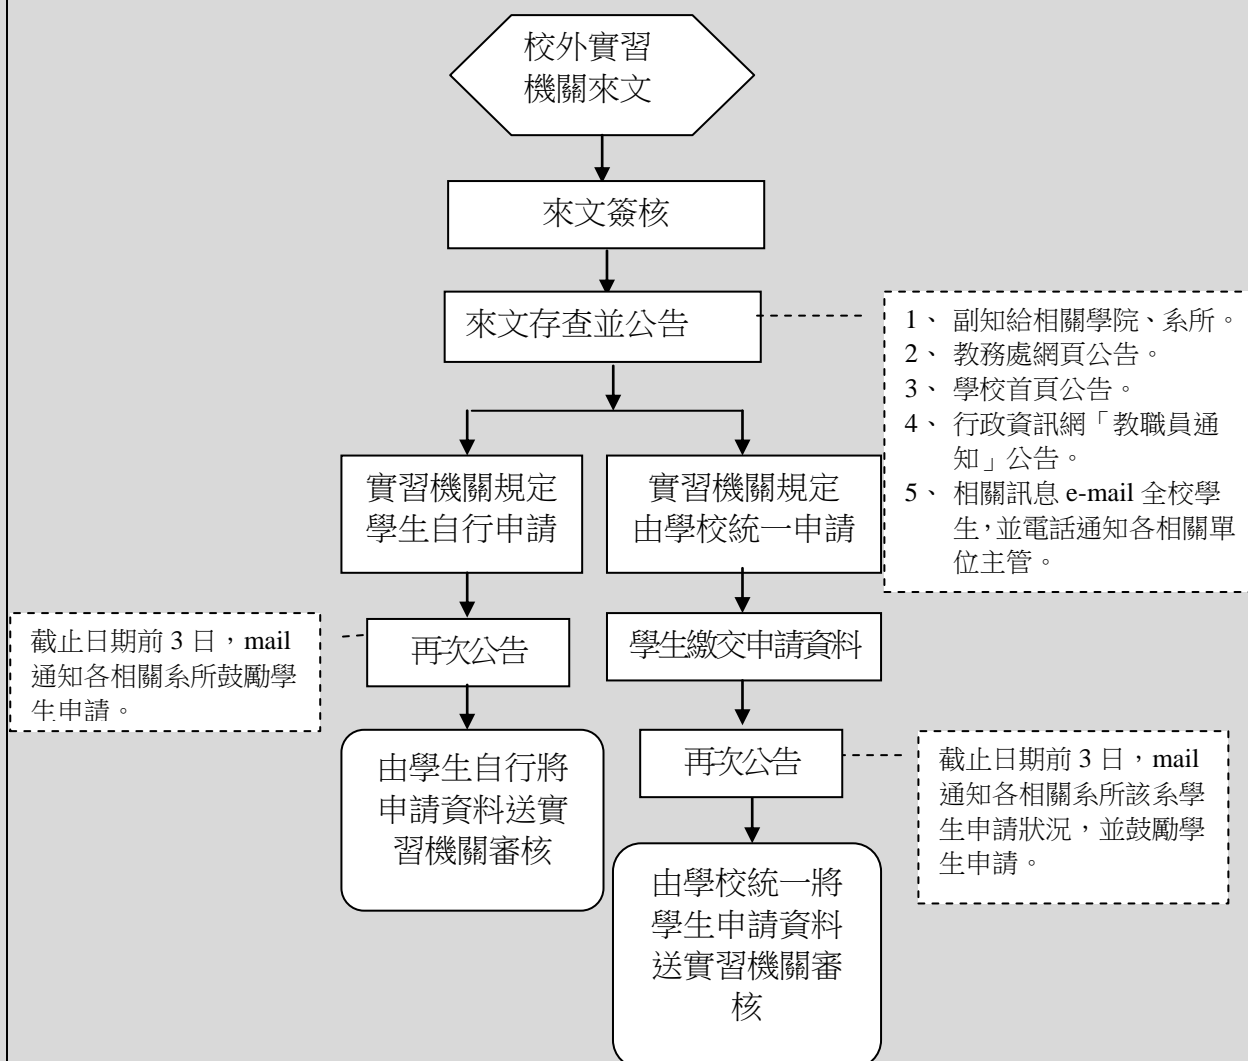 校外實習
機關來文
來文簽核
來文存查並公告
1、 副知給相關學院、系所。
2、 教務處網頁公告。
3、 學校首頁公告。
4、 行政資訊網「教職員通
知」公告。
5、 相關訊息 e-mail 全校學
生，並電話通知各相關單
位主管。
實習機關規定
學生自行申請
實習機關規定
由學校統一申請
截止日期前 3 日，mail
通知各相關系所鼓勵學
生申請。
再次公告
學生繳交申請資料
由學生自行將
申請資料送實
習機關審核
再次公告
截止日期前 3 日，mail
通知各相關系所該系學
生申請狀況，並鼓勵學
生申請。
由學校統一將
學生申請資料
送實習機關審
核